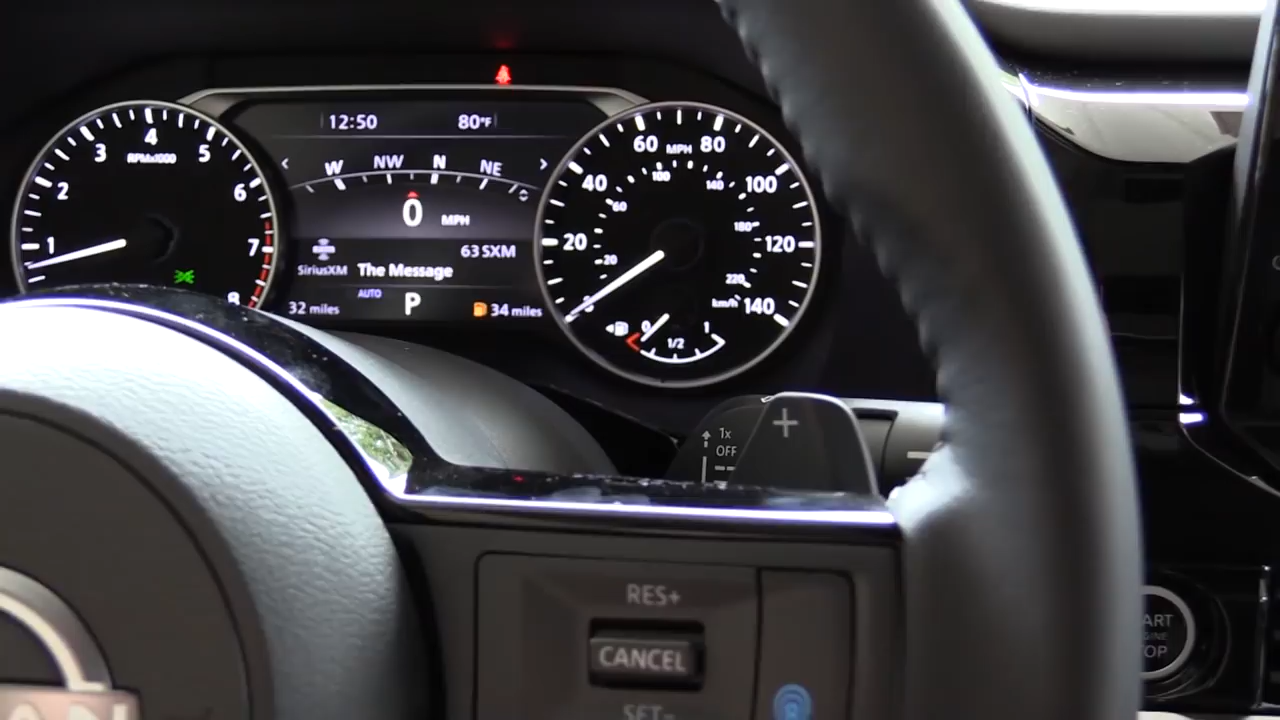 12:50
80°F
W NW N NE
0 MPH
63 SXM
SiriusXM The Message
AUTO
32 miles P 34 miles
1 2 3 4 5 6 7 8
RPMx1000
20 40 60 80 100 120 140
MPH
20 60 100 140 180 220
km/h
0 1/2 1
1x
OFF
+
RES+
CANCEL
SET-